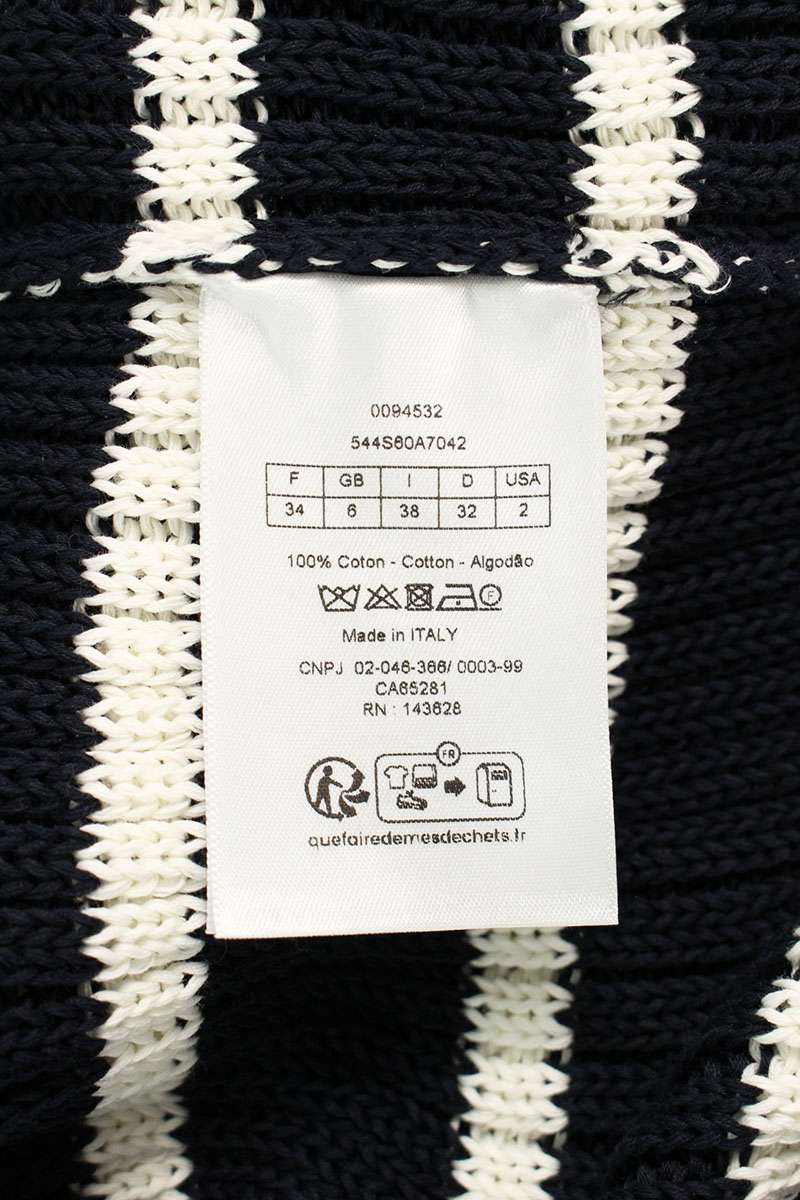 0094532
544S60A7042
F GB I D USA
34 6 38 32 2
100% Coton - Cotton - Algodão
F
Made in ITALY
CNPJ 02-046-366/ 0003-99
CA65281
RN : 143628
FR
quefairedemesdechets.fr